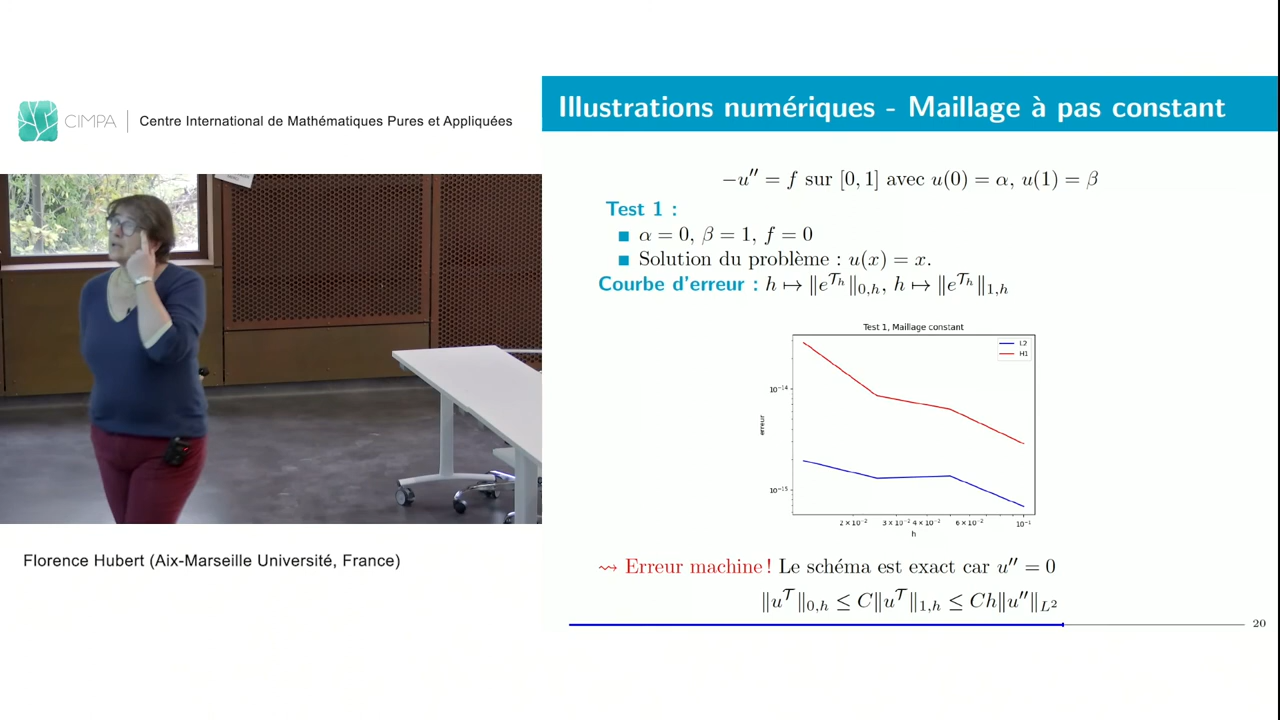 CIMPA
Centre International de Mathématiques Pures et Appliquées
Florence Hubert (Aix-Marseille Université, France)
Illustrations numériques - Maillage à pas constant
−u″ = f sur [0, 1] avec u(0) = α, u(1) = β
Test 1 :
■ α = 0, β = 1, f = 0
■ Solution du problème : u(x) = x.
Courbe d'erreur : h ↦ ‖e^{𝒯_h}‖_{0,h}, h ↦ ‖e^{𝒯_h}‖_{1,h}
Test 1, Maillage constant
L2
H1
erreur
10⁻¹⁴
10⁻¹⁵
2 × 10⁻² 3 × 10⁻² 4 × 10⁻² 6 × 10⁻² 10⁻¹
h
⇝ Erreur machine ! Le schéma est exact car u″ = 0
‖u^𝒯‖_{0,h} ≤ C‖u^𝒯‖_{1,h} ≤ Ch‖u″‖_{L²}
20